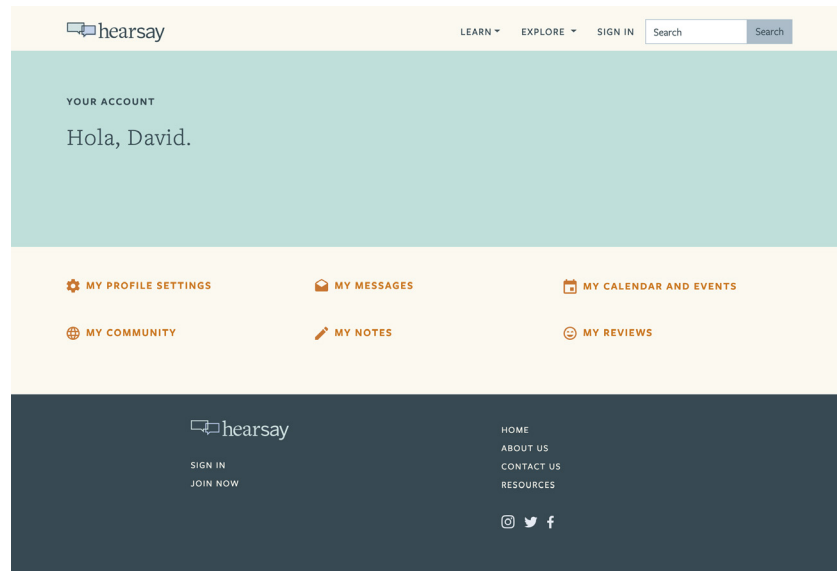 hearsay
LEARN EXPLORE SIGN IN Search Search
YOUR ACCOUNT
Hola, David.
MY PROFILE SETTINGS MY MESSAGES MY CALENDAR AND EVENTS
MY COMMUNITY MY NOTES MY REVIEWS
hearsay
SIGN IN
JOIN NOW
HOME
ABOUT US
CONTACT US
RESOURCES